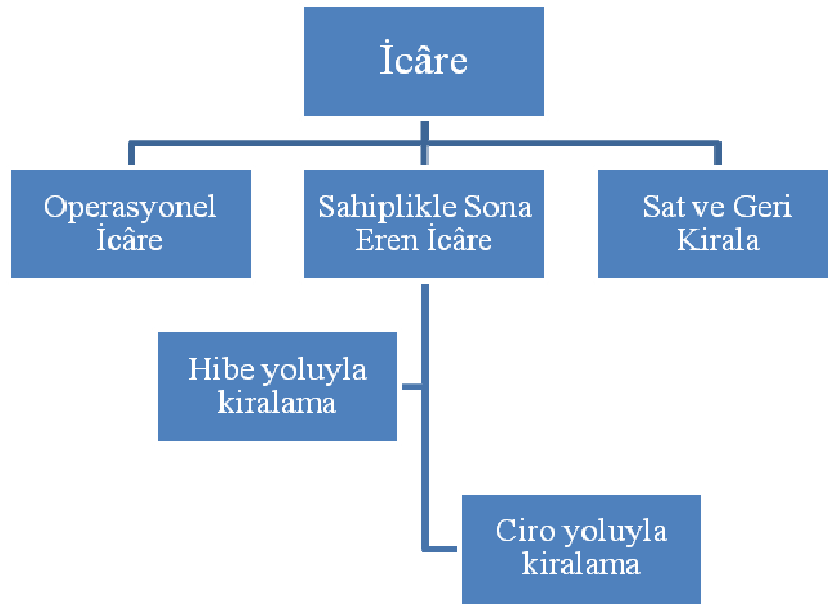 İcâre
Operasyonel
İcâre
Sahiplikle Sona
Eren İcâre
Sat ve Geri
Kirala
Hibe yoluyla
kiralama
Ciro yoluyla
kiralama